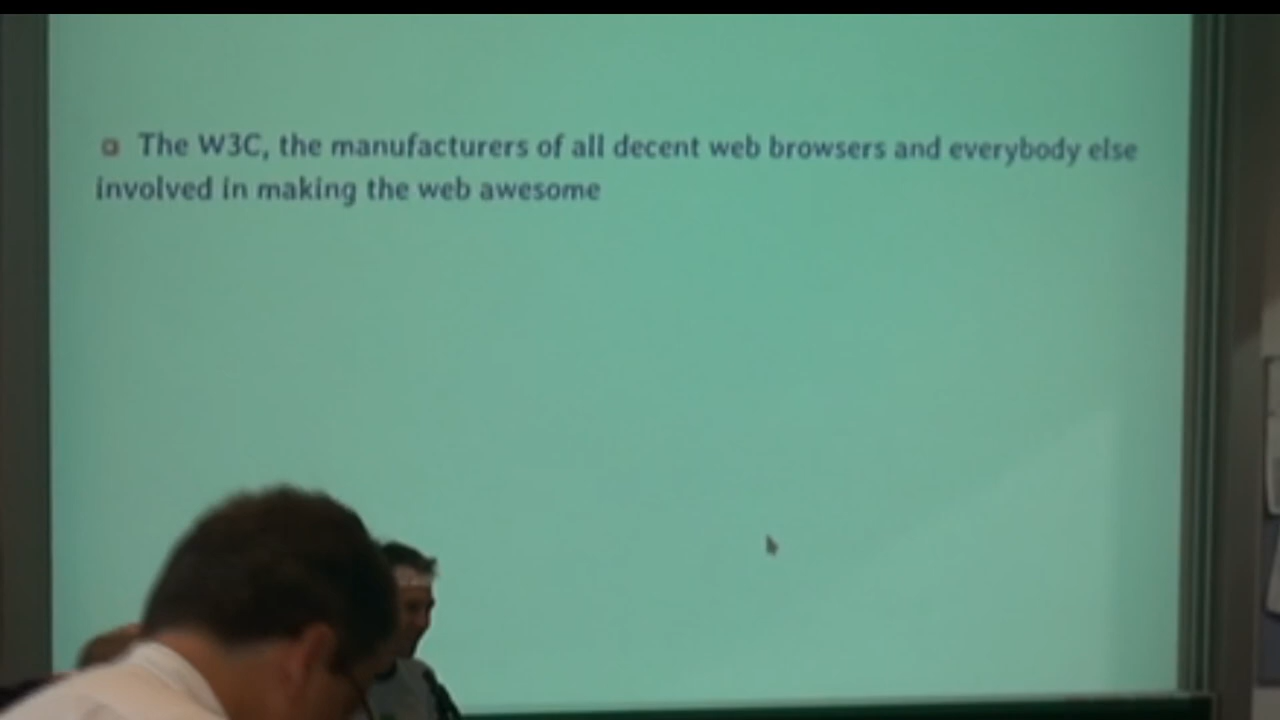 The W3C, the manufacturers of all decent web browsers and everybody else
involved in making the web awesome